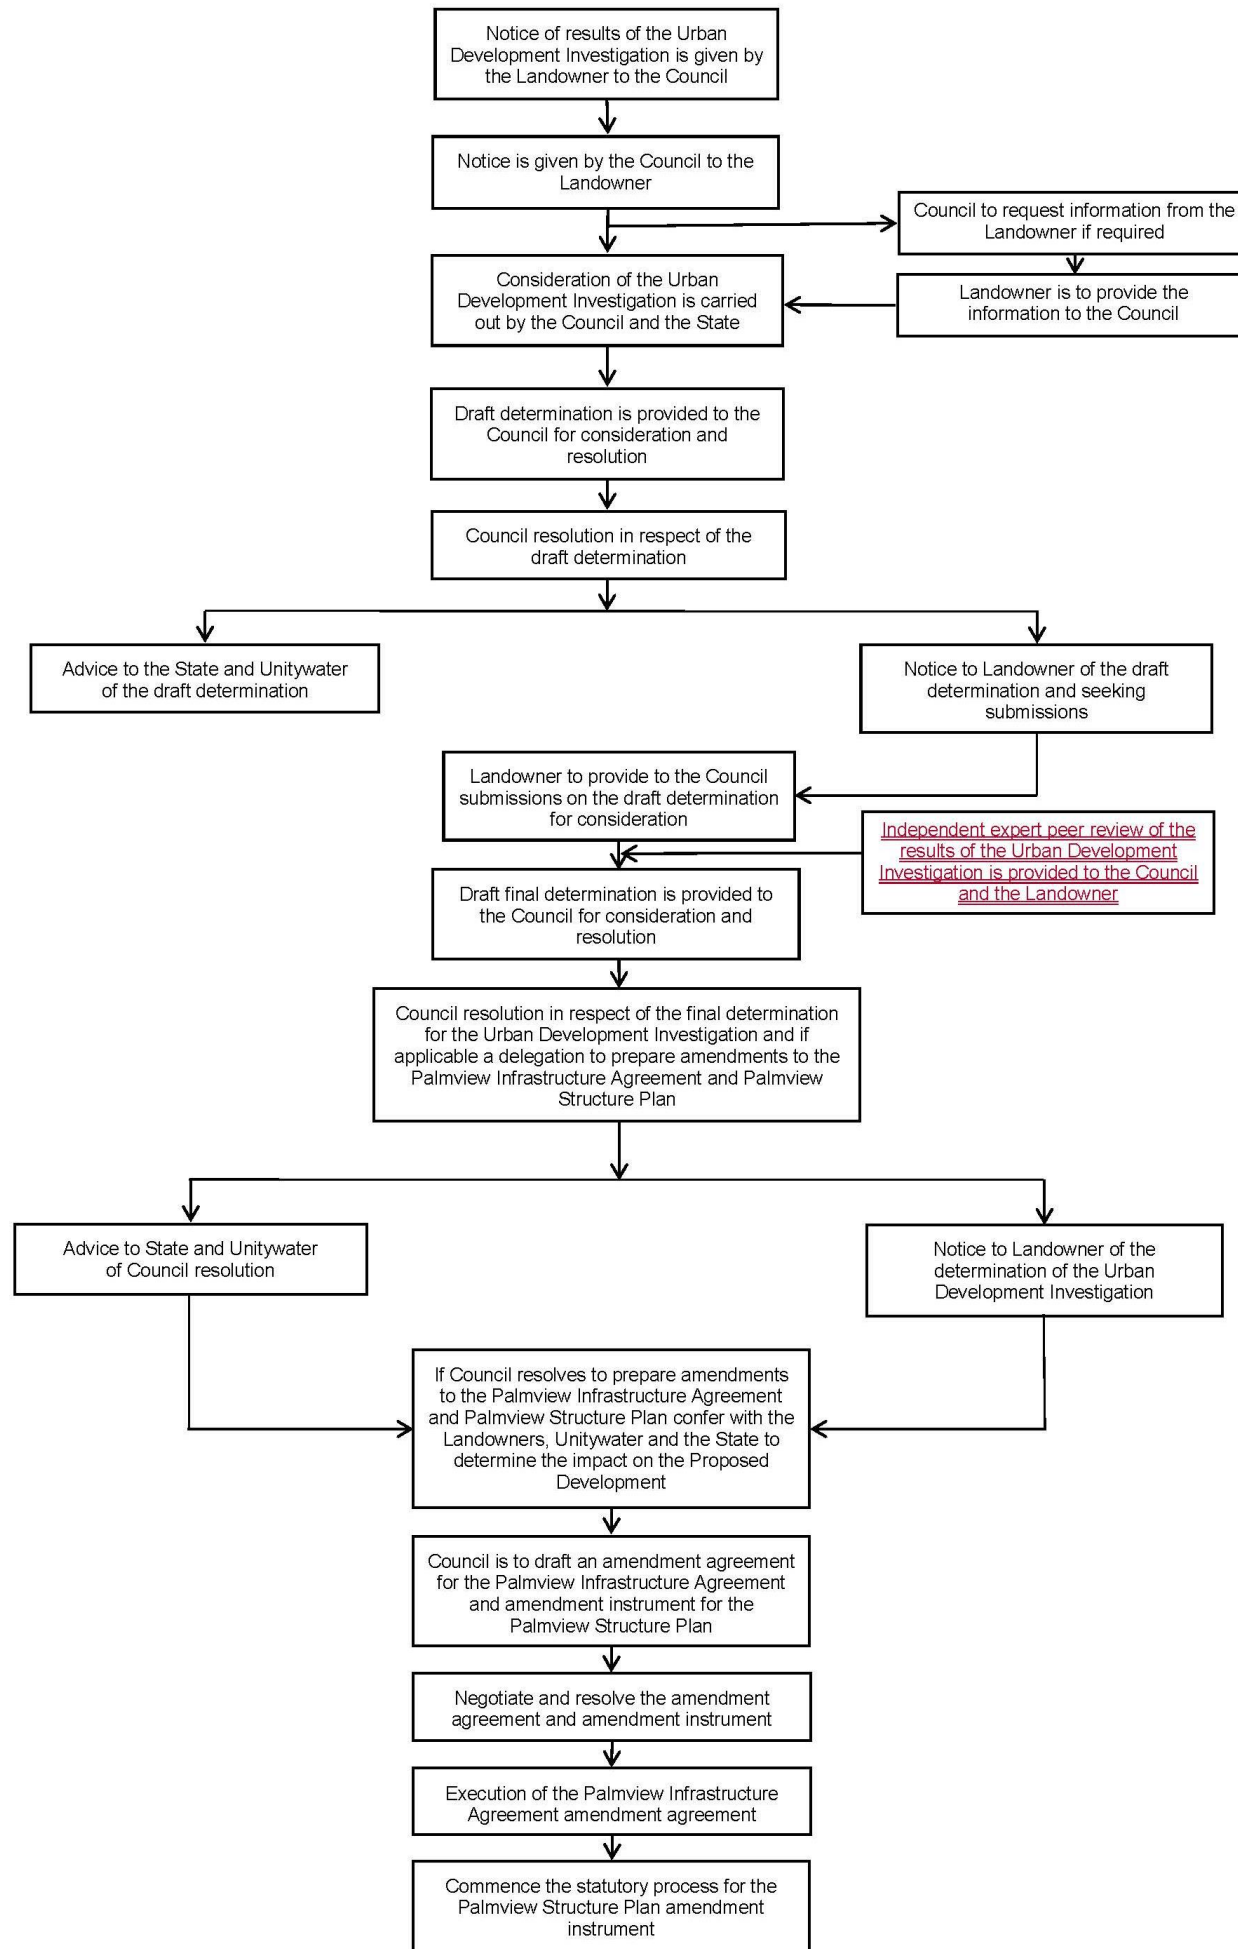 Notice of results of the Urban
Development Investigation is given by
the Landowner to the Council
Notice is given by the Council to the
Landowner
Council to request information from the
Landowner if required
Consideration of the Urban
Development Investigation is carried
out by the Council and the State
Landowner is to provide the
information to the Council
Draft determination is provided to the
Council for consideration and
resolution
Council resolution in respect of the
draft determination
Advice to the State and Unitywater
of the draft determination
Notice to Landowner of the draft
determination and seeking
submissions
Landowner to provide to the Council
submissions on the draft determination
for consideration
Independent expert peer review of the
results of the Urban Development
Investigation is provided to the Council
and the Landowner
Draft final determination is provided to
the Council for consideration and
resolution
Council resolution in respect of the final determination
for the Urban Development Investigation and if
applicable a delegation to prepare amendments to the
Palmview Infrastructure Agreement and Palmview
Structure Plan
Advice to State and Unitywater
of Council resolution
Notice to Landowner of the
determination of the Urban
Development Investigation
If Council resolves to prepare amendments
to the Palmview Infrastructure Agreement
and Palmview Structure Plan confer with the
Landowners, Unitywater and the State to
determine the impact on the Proposed
Development
Council is to draft an amendment agreement
for the Palmview Infrastructure Agreement
and amendment instrument for the
Palmview Structure Plan
Negotiate and resolve the amendment
agreement and amendment instrument
Execution of the Palmview Infrastructure
Agreement amendment agreement
Commence the statutory process for the
Palmview Structure Plan amendment
instrument